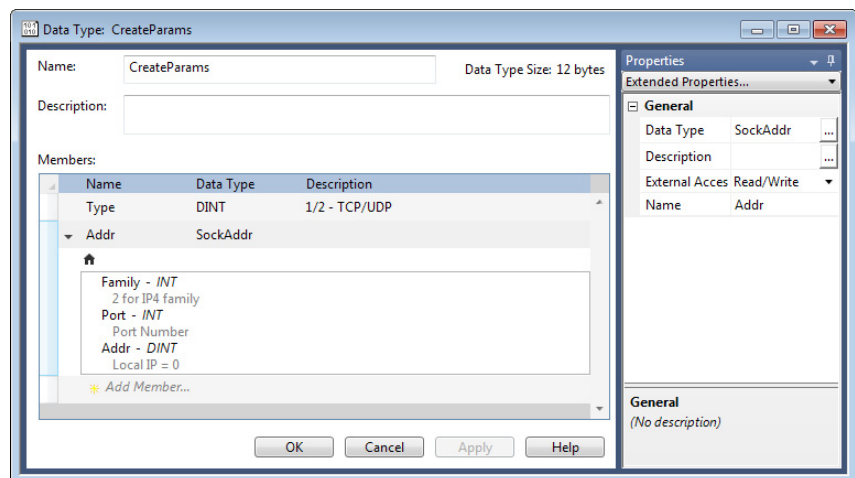 Data Type: CreateParams
Name: CreateParams Data Type Size: 12 bytes
Description:
Members:
Name Data Type Description
Type DINT 1/2 - TCP/UDP
Addr SockAddr
Family - INT
2 for IP4 family
Port - INT
Port Number
Addr - DINT
Local IP = 0
Add Member...
OK Cancel Apply Help
Properties
Extended Properties...
General
Data Type SockAddr ...
Description ...
External Acces Read/Write
Name Addr
General
(No description)